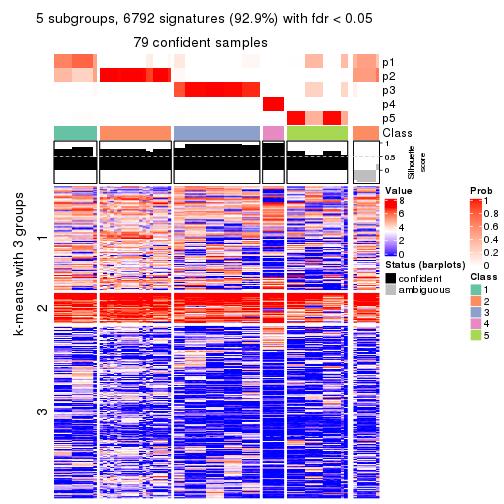 5 subgroups, 6792 signatures (92.9%) with fdr < 0.05
79 confident samples
p1
p2
p3
p4
p5
Class
1
0.5
0
Silhouette
score
k-means with 3 groups
1
2
3
Value
8
6
4
2
0
Status (barplots)
confident
ambiguous
Prob
1
0.8
0.6
0.4
0.2
0
Class
1
2
3
4
5